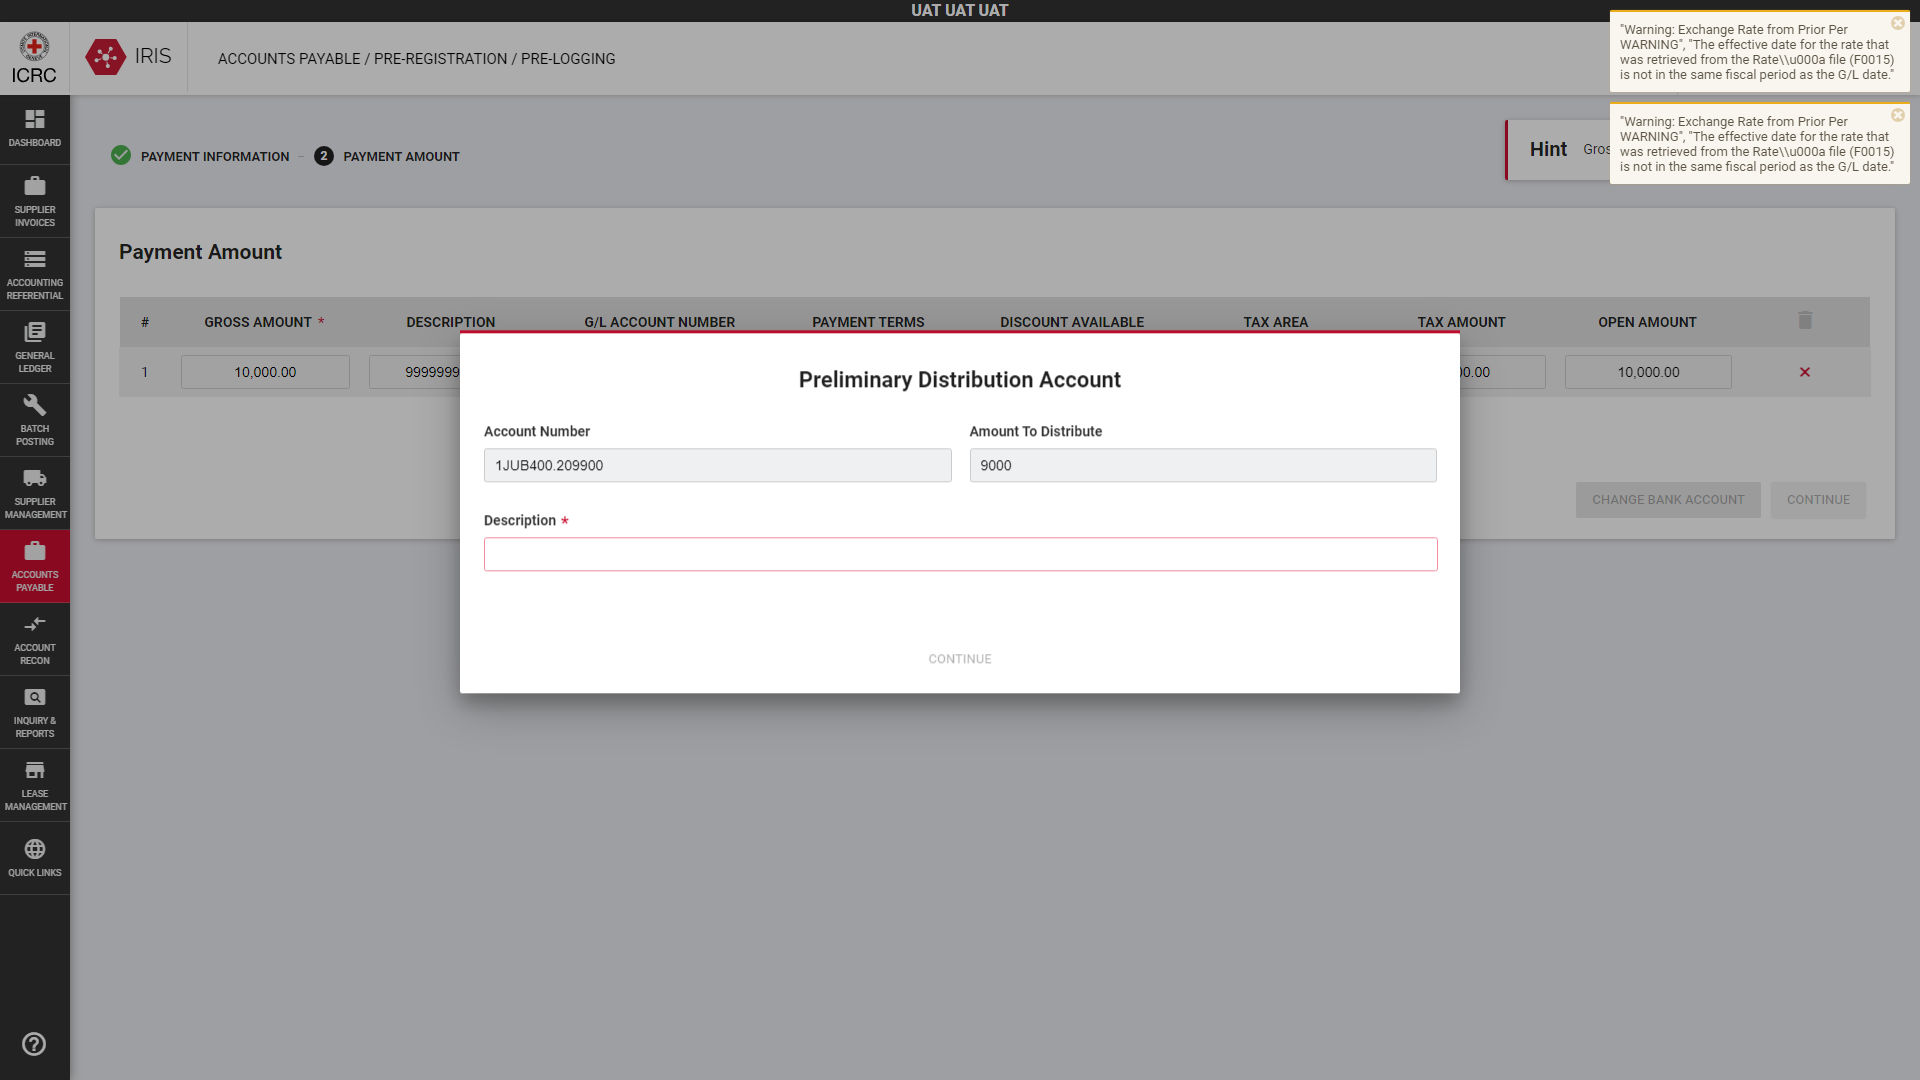 UAT UAT UAT
ICRC
IRIS
ACCOUNTS PAYABLE / PRE-REGISTRATION / PRE-LOGGING
"Warning: Exchange Rate from Prior Per
WARNING", "The effective date for the rate that
was retrieved from the Rate\\u000a file (F0015)
is not in the same fiscal period as the G/L date."
"Warning: Exchange Rate from Prior Per
WARNING", "The effective date for the rate that
was retrieved from the Rate\\u000a file (F0015)
is not in the same fiscal period as the G/L date."
DASHBOARD
SUPPLIER
INVOICES
ACCOUNTING
REFERENTIAL
GENERAL
LEDGER
BATCH
POSTING
SUPPLIER
MANAGEMENT
ACCOUNTS
PAYABLE
ACCOUNT
RECON
INQUIRY &
REPORTS
LEASE
MANAGEMENT
QUICK LINKS
PAYMENT INFORMATION
2 PAYMENT AMOUNT
Hint
Payment Amount
# GROSS AMOUNT * DESCRIPTION G/L ACCOUNT NUMBER PAYMENT TERMS DISCOUNT AVAILABLE TAX AREA TAX AMOUNT OPEN AMOUNT
1 10,000.00 10,000.00
Preliminary Distribution Account
Account Number Amount To Distribute
1JUB400.209900 9000
Description *
CONTINUE
CHANGE BANK ACCOUNT CONTINUE